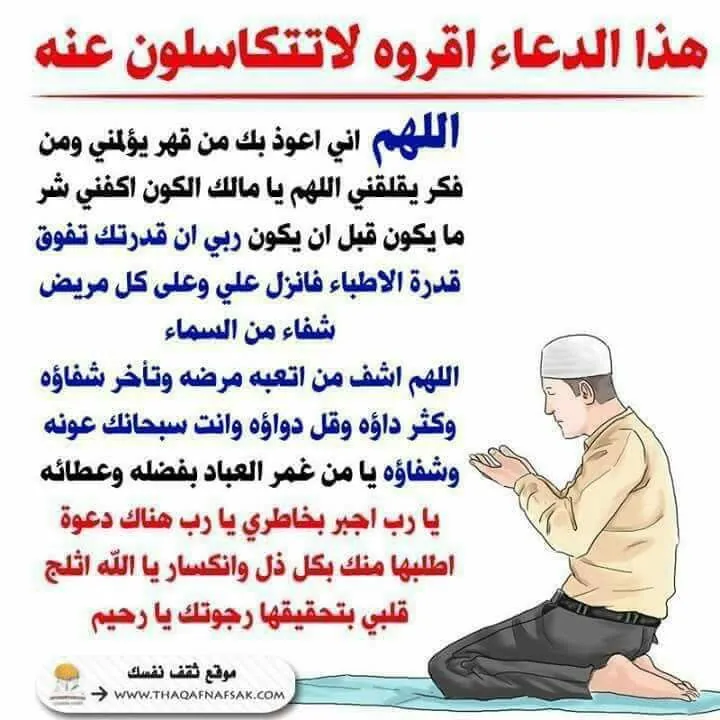 هذا الدعاء اقروه لاتتكاسلون عنه
اللهم اني اعوذ بك من قهر يؤلمني ومن
فكر يقلقني اللهم يا مالك الكون اكفني شر
ما يكون قبل ان يكون ربي ان قدرتك تفوق
قدرة الاطباء فانزل علي وعلى كل مريض
شفاء من السماء
اللهم اشف من اتعبه مرضه وتأخر شفاؤه
وكثر داؤه وقل دواؤه وانت سبحانك عونه
وشفاؤه يا من غمر العباد بفضله وعطائه
يا رب اجبر بخاطري يا رب هناك دعوة
اطلبها منك بكل ذل وانكسار يا الله اثلج
قلبي بتحقيقها رجوتك يا رحيم
موقع ثقف نفسك
WWW.THAQAFNAFSAK.COM